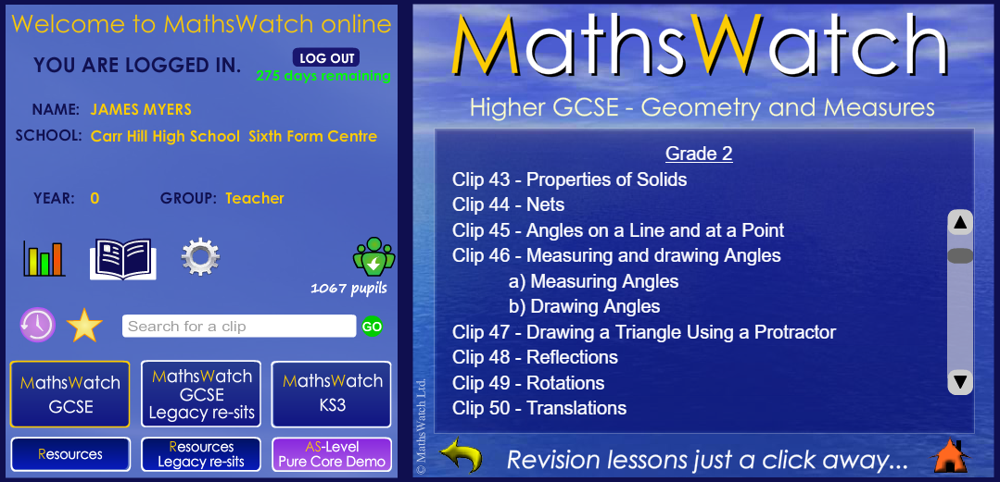 Welcome to MathsWatch online
YOU ARE LOGGED IN.
LOG OUT
275 days remaining
NAME: JAMES MYERS
SCHOOL: Carr Hill High School Sixth Form Centre
YEAR: 0 GROUP: Teacher
1067 pupils
Search for a clip
GO
MathsWatch
GCSE
MathsWatch
GCSE
Legacy re-sits
MathsWatch
KS3
Resources
Resources
Legacy re-sits
AS-Level
Pure Core Demo
MathsWatch
Higher GCSE - Geometry and Measures
Grade 2
Clip 43 - Properties of Solids
Clip 44 - Nets
Clip 45 - Angles on a Line and at a Point
Clip 46 - Measuring and drawing Angles
a) Measuring Angles
b) Drawing Angles
Clip 47 - Drawing a Triangle Using a Protractor
Clip 48 - Reflections
Clip 49 - Rotations
Clip 50 - Translations
© MathsWatch Ltd.
Revision lessons just a click away...